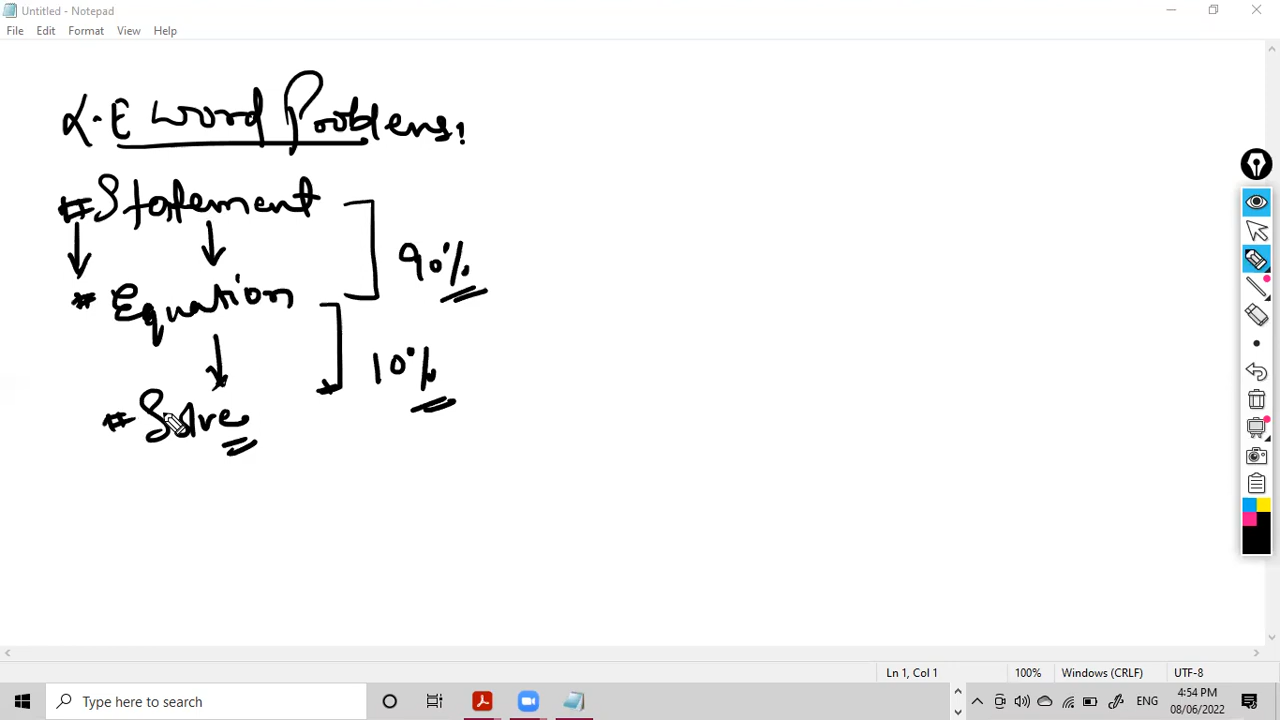 Untitled - Notepad
File Edit Format View Help
L.E Word Problems:
# Statement
90%
* Equation
10%
# Solve
Ln 1, Col 1 100% Windows (CRLF) UTF-8
Type here to search
ENG
4:54 PM
08/06/2022